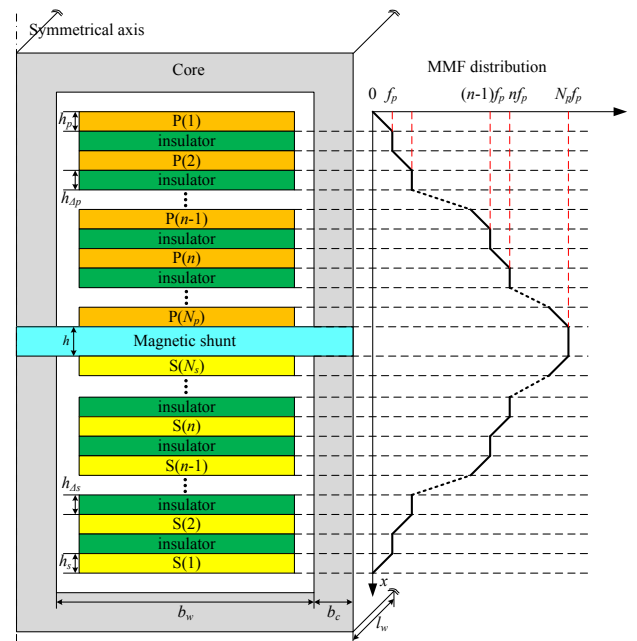 Symmetrical axis
Core
MMF distribution
0 f_p (n-1)f_p nf_p N_pf_p
h_p
P(1)
insulator
P(2)
insulator
h_Δp
P(n-1)
insulator
P(n)
insulator
P(N_p)
h
Magnetic shunt
S(N_s)
insulator
S(n)
insulator
S(n-1)
h_Δs
insulator
S(2)
insulator
h_s
S(1)
x
b_w
b_c
l_w